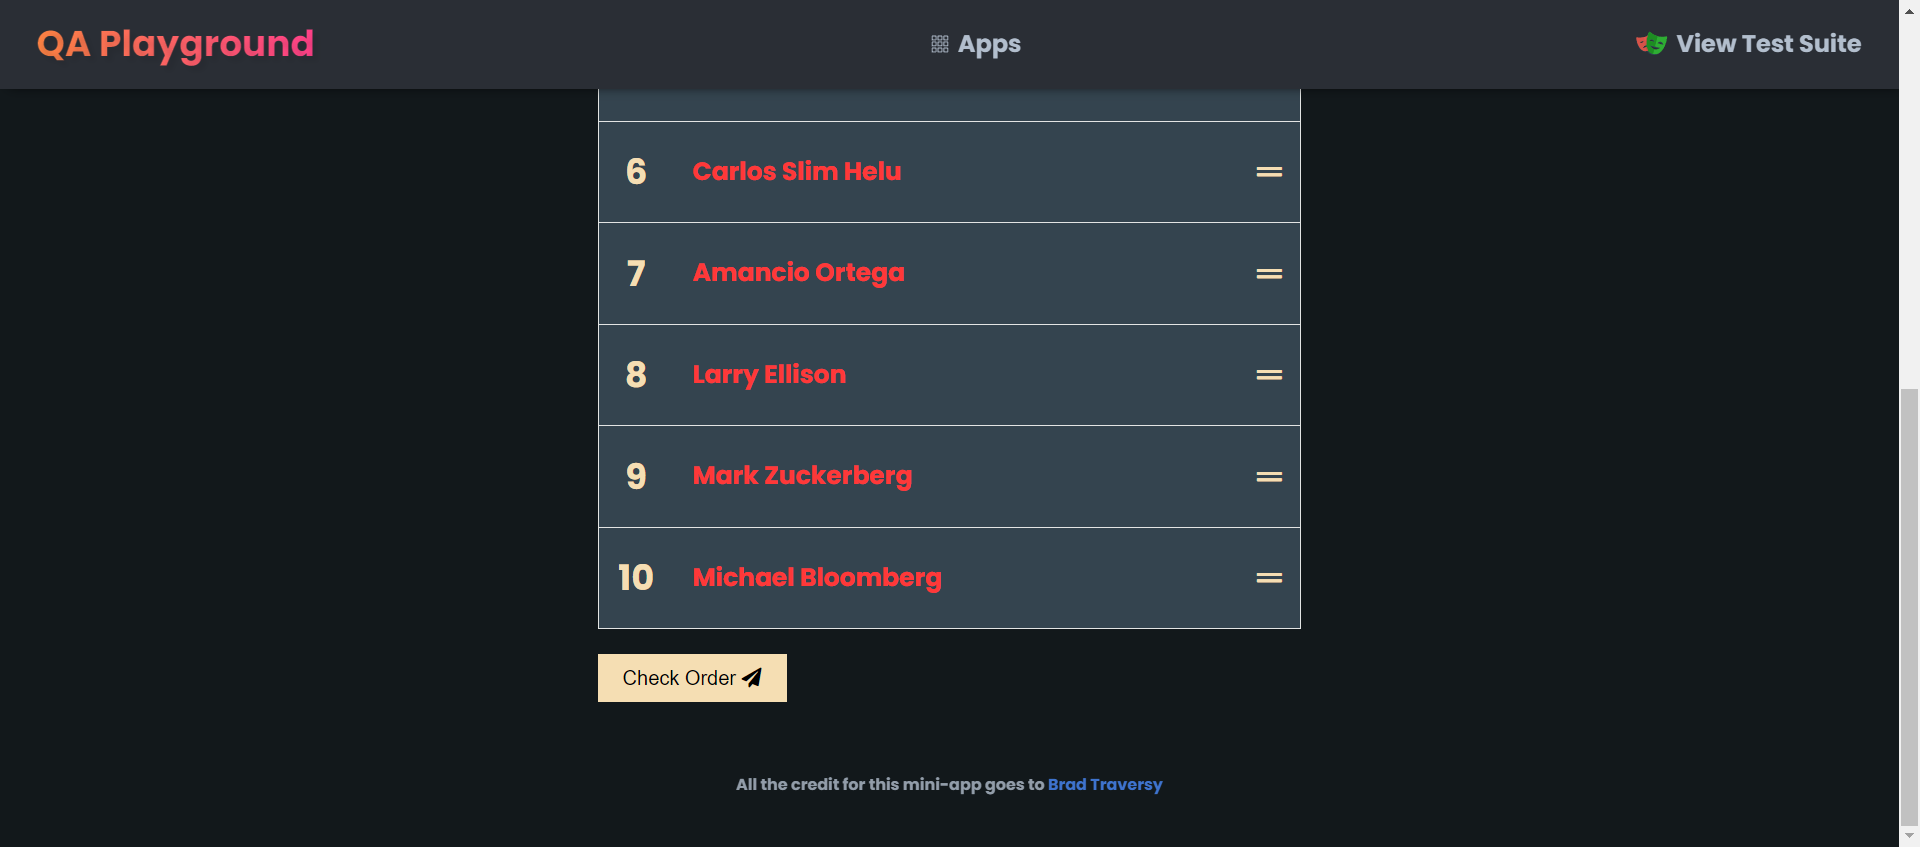 QA Playground
Apps
View Test Suite
6 Carlos Slim Helu
7 Amancio Ortega
8 Larry Ellison
9 Mark Zuckerberg
10 Michael Bloomberg
Check Order
All the credit for this mini-app goes to Brad Traversy